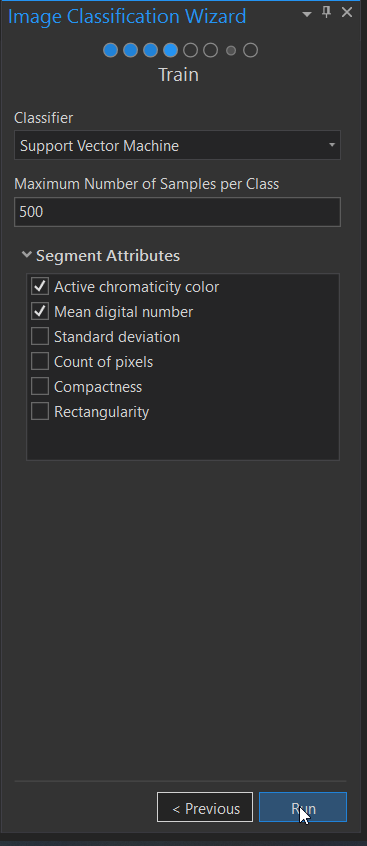 Image Classification Wizard
Train
Classifier
Support Vector Machine
Maximum Number of Samples per Class
500
Segment Attributes
Active chromaticity color
Mean digital number
Standard deviation
Count of pixels
Compactness
Rectangularity
< Previous
Run